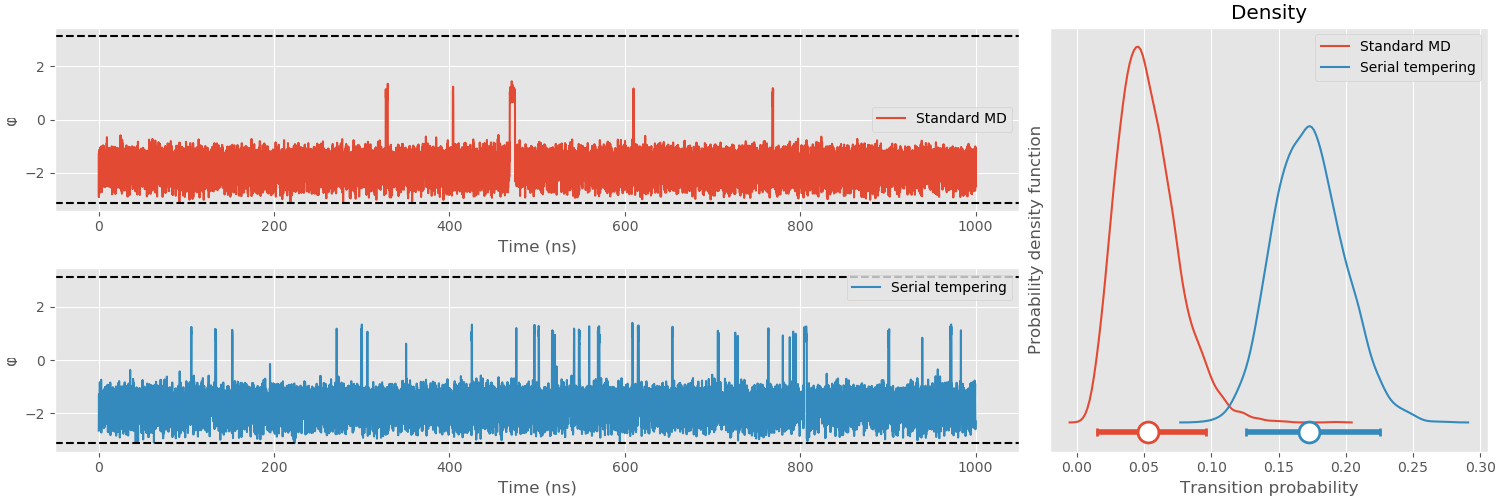 φ
2
0
−2
Standard MD
0
200
400
600
800
1000
Time (ns)
φ
2
0
−2
Serial tempering
0
200
400
600
800
1000
Time (ns)
Density
Probability density function
Standard MD
Serial tempering
0.00
0.05
0.10
0.15
0.20
0.25
0.30
Transition probability